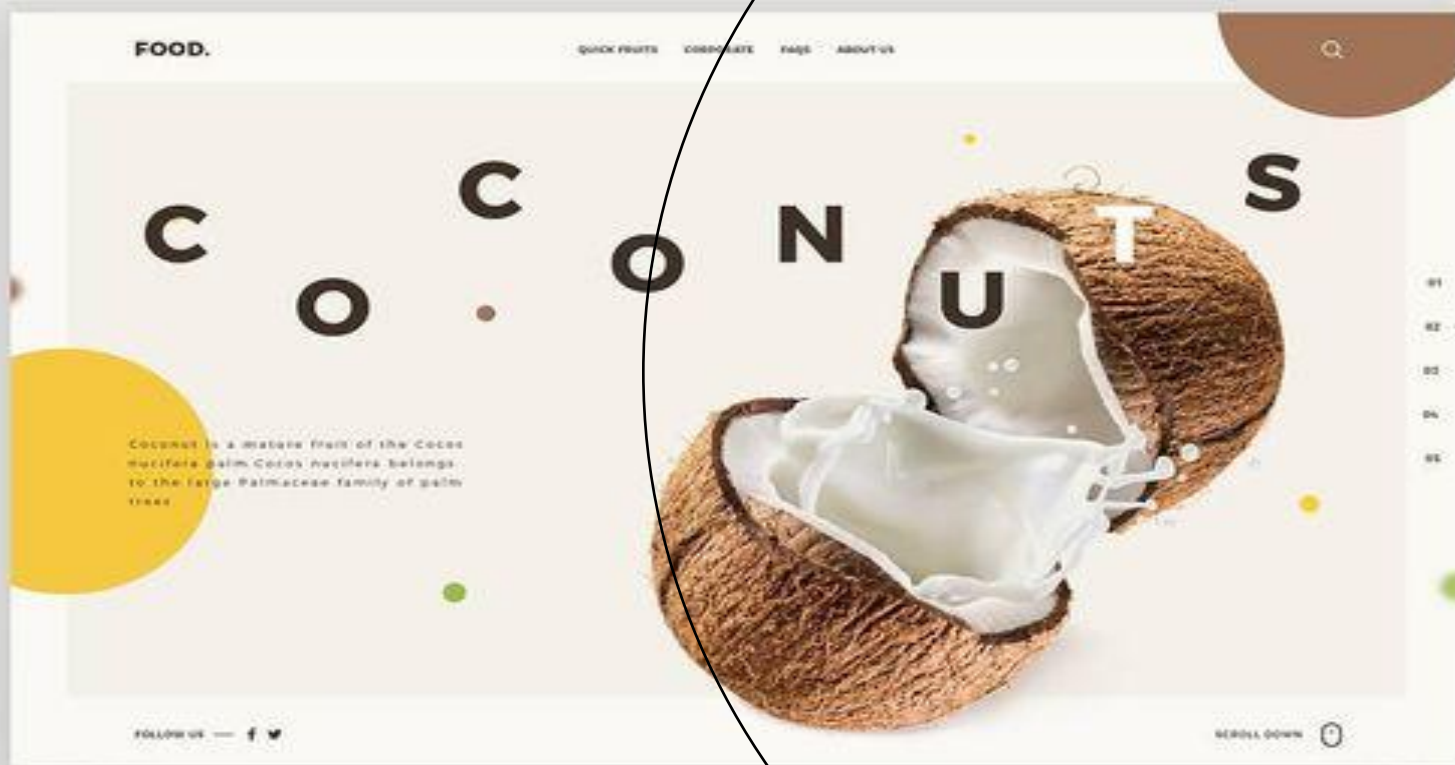 FOOD.
QUICK FRUITS CORPORATE FAQS ABOUT US
COCONUTS
01
02
03
04
05
Coconut is a mature fruit of the Cocos
nucifera palm.Cocos nucifera belongs
to the large Palmaceae family of palm
trees
FOLLOW US
SCROLL DOWN